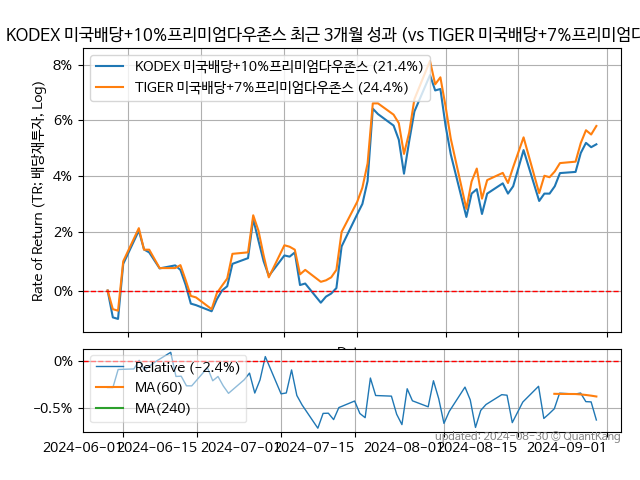 KODEX 미국배당+10%프리미엄다우존스 최근 3개월 성과 (vs TIGER 미국배당+7%프리미엄다
Rate of Return (TR: 배당재투자, Log)
8%
6%
4%
2%
0%
KODEX 미국배당+10%프리미엄다우존스 (21.4%)
TIGER 미국배당+7%프리미엄다우존스 (24.4%)
0%
−0.5%
Relative (−2.4%)
MA(60)
MA(240)
updated: 2024-08-30 © QuantKang
2024-06-01 2024-06-15 2024-07-01 2024-07-15 2024-08-01 2024-08-15 2024-09-01